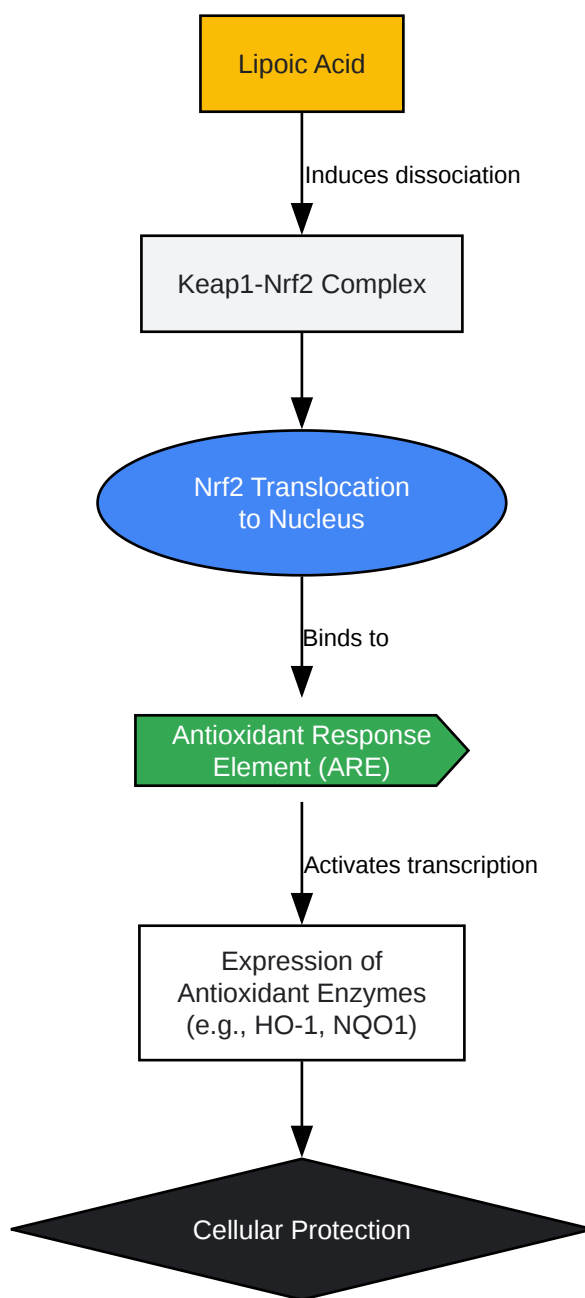 Lipoic Acid
Induces dissociation
Keap1-Nrf2 Complex
Nrf2 Translocation
to Nucleus
Binds to
Antioxidant Response
Element (ARE)
Activates transcription
Expression of
Antioxidant Enzymes
(e.g., HO-1, NQO1)
Cellular Protection